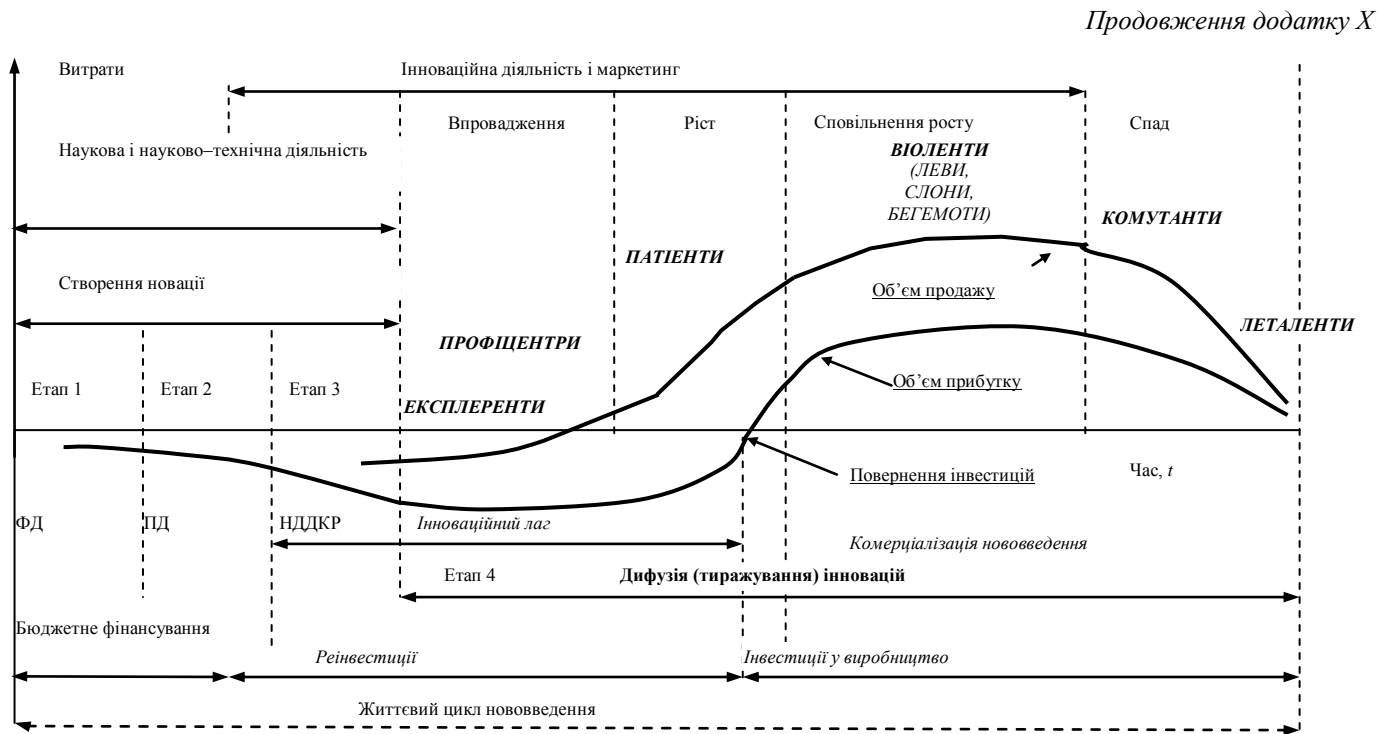 Продовження додатку Х
Витрати
Інноваційна діяльність і маркетинг
Впровадження
Ріст
Сповільнення росту
Спад
Наукова і науково–технічна діяльність
ВІОЛЕНТИ
(ЛЕВИ,
СЛОНИ,
БЕГЕМОТИ)
КОМУТАНТИ
ПАТІЄНТИ
Створення новації
Об’єм продажу
ЛЕТАЛЕНТИ
ПРОФІЦЕНТРИ
Етап 1
Етап 2
Етап 3
Об’єм прибутку
ЕКСПЛЕРЕНТИ
Повернення інвестицій
Час, t
ФД
ПД
НДДКР
Інноваційний лаг
Комерціалізація нововведення
Етап 4
Дифузія (тиражування) інновацій
Бюджетне фінансування
Реінвестиції
Інвестиції у виробництво
Життєвий цикл нововведення